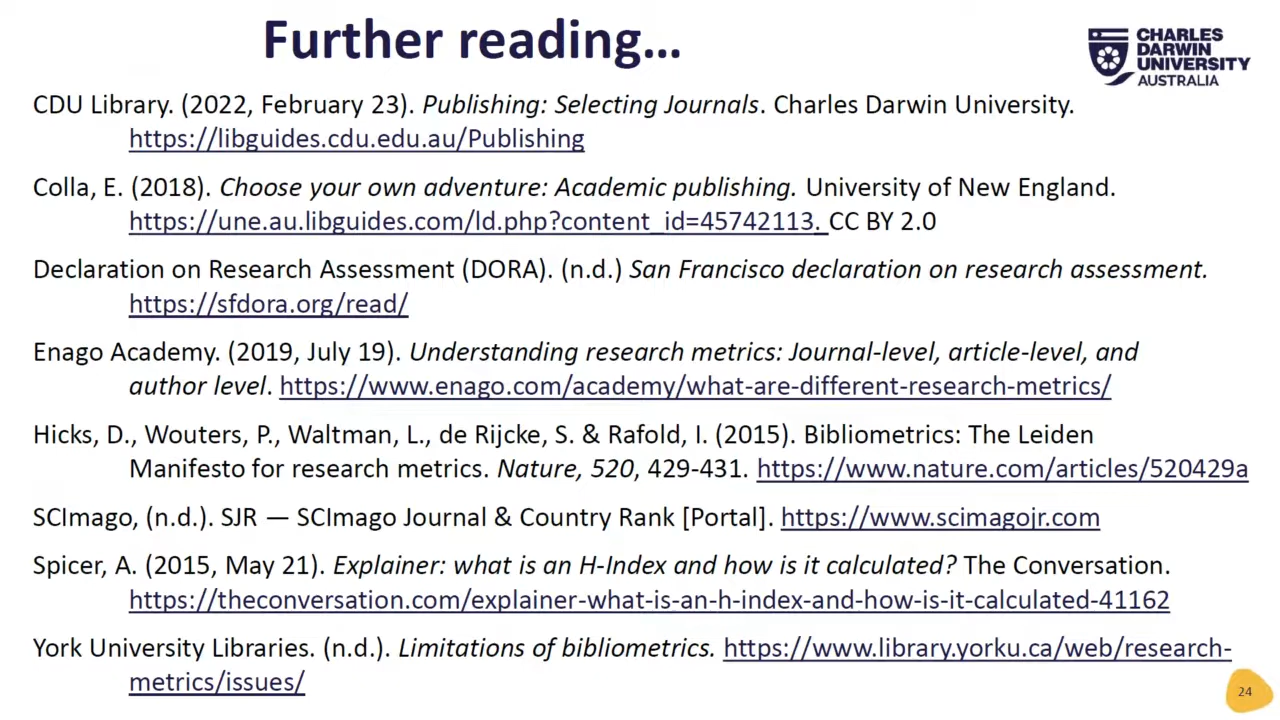 Further reading...
CHARLES
DARWIN
UNIVERSITY
AUSTRALIA
CDU Library. (2022, February 23). Publishing: Selecting Journals. Charles Darwin University.
https://libguides.cdu.edu.au/Publishing
Colla, E. (2018). Choose your own adventure: Academic publishing. University of New England.
https://une.au.libguides.com/ld.php?content_id=45742113. CC BY 2.0
Declaration on Research Assessment (DORA). (n.d.) San Francisco declaration on research assessment.
https://sfdora.org/read/
Enago Academy. (2019, July 19). Understanding research metrics: Journal-level, article-level, and
author level. https://www.enago.com/academy/what-are-different-research-metrics/
Hicks, D., Wouters, P., Waltman, L., de Rijcke, S. & Rafold, I. (2015). Bibliometrics: The Leiden
Manifesto for research metrics. Nature, 520, 429-431. https://www.nature.com/articles/520429a
SCImago, (n.d.). SJR — SCImago Journal & Country Rank [Portal]. https://www.scimagojr.com
Spicer, A. (2015, May 21). Explainer: what is an H-Index and how is it calculated? The Conversation.
https://theconversation.com/explainer-what-is-an-h-index-and-how-is-it-calculated-41162
York University Libraries. (n.d.). Limitations of bibliometrics. https://www.library.yorku.ca/web/research-
metrics/issues/
24